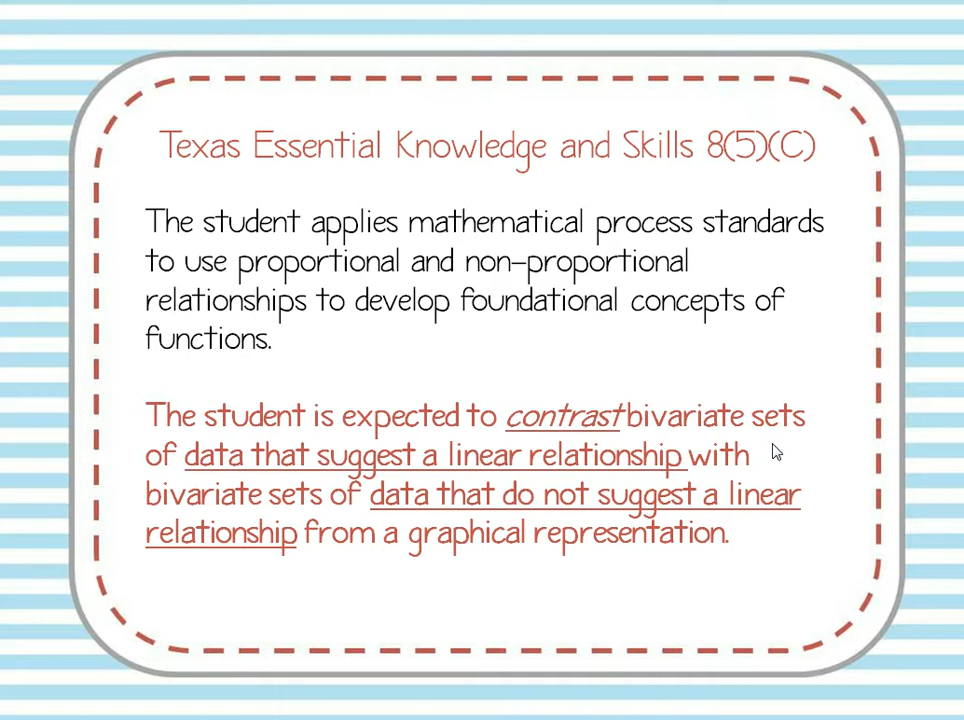 Texas Essential Knowledge and Skills 8(5)(C)
The student applies mathematical process standards
to use proportional and non-proportional
relationships to develop foundational concepts of
functions.
The student is expected to contrast bivariate sets
of data that suggest a linear relationship with
bivariate sets of data that do not suggest a linear
relationship from a graphical representation.